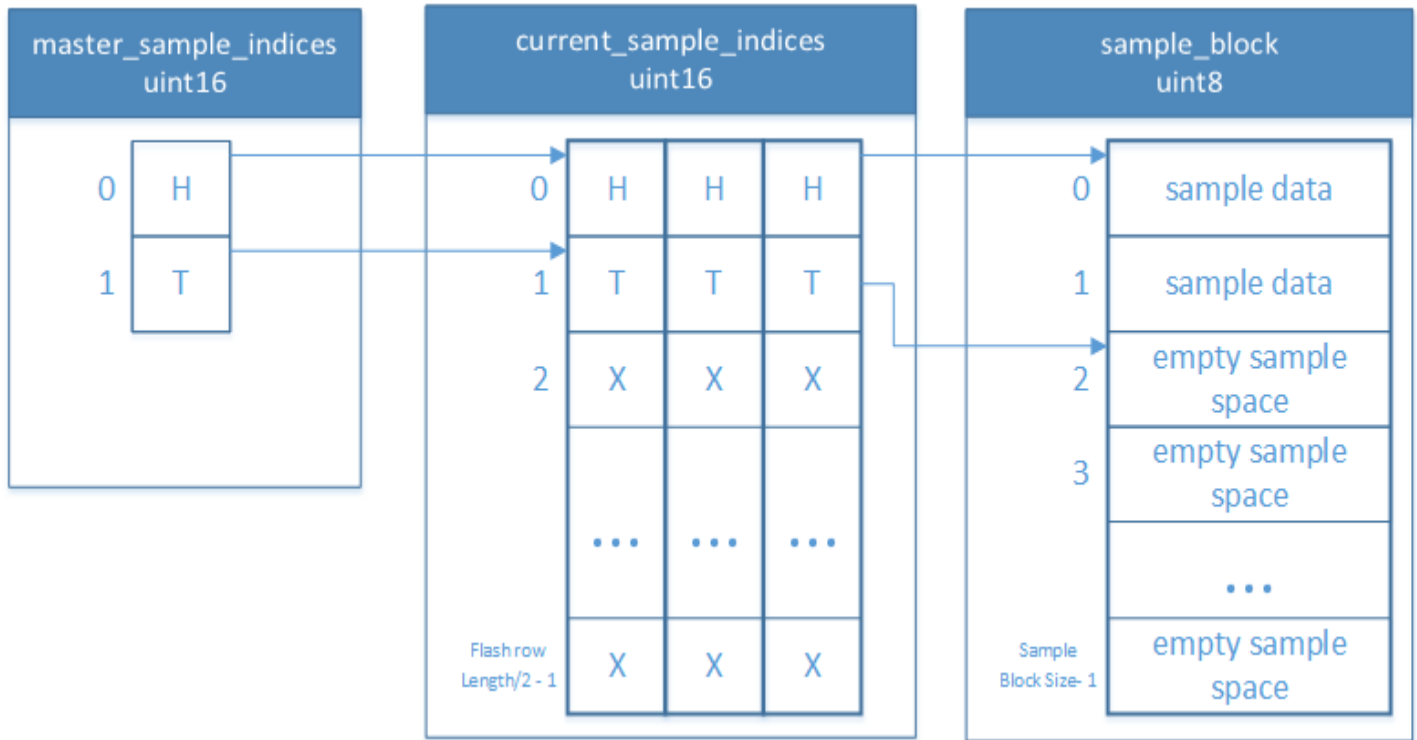 master_sample_indices
uint16
0 H
1 T
current_sample_indices
uint16
0 H H H
1 T T T
2 X X X
... ... ...
Flash row
Length/2 - 1
X X X
sample_block
uint8
0 sample data
1 sample data
2 empty sample
space
3 empty sample
space
...
Sample
Block Size- 1
empty sample
space